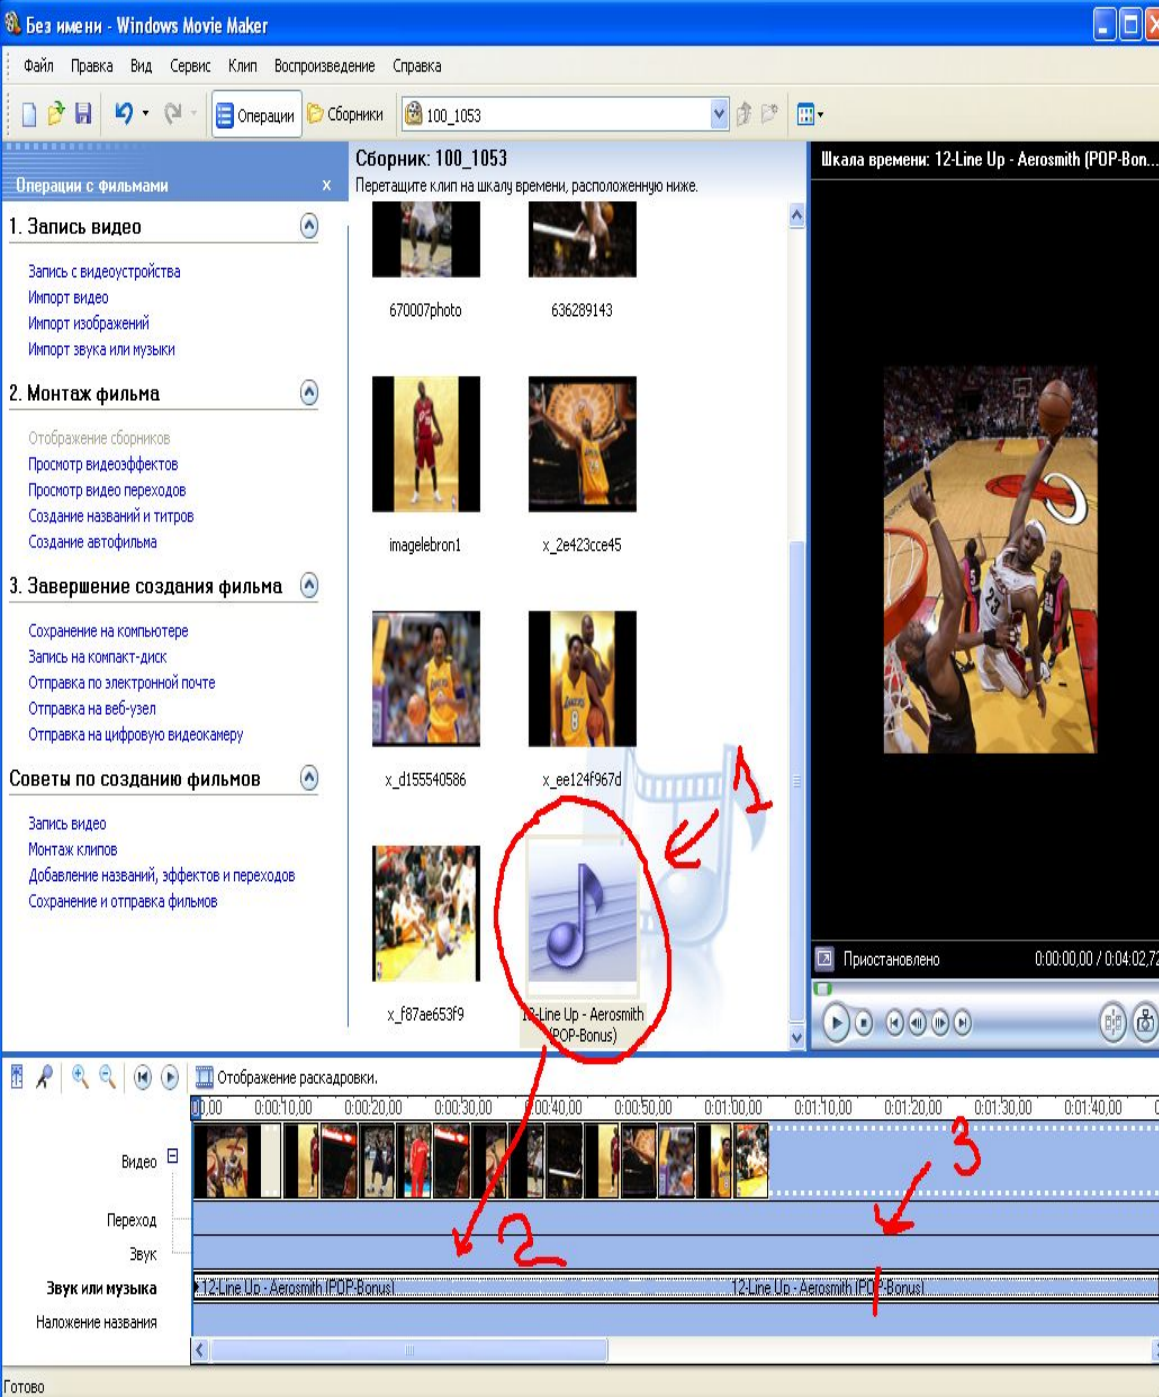 Без имени - Windows Movie Maker
Файл Правка Вид Сервис Клип Воспроизведение Справка
Операции Сборники 100_1053
Операции с фильмами x
1. Запись видео
Запись с видеоустройства
Импорт видео
Импорт изображений
Импорт звука или музыки
2. Монтаж фильма
Отображение сборников
Просмотр видеоэффектов
Просмотр видео переходов
Создание названий и титров
Создание автофильма
3. Завершение создания фильма
Сохранение на компьютере
Запись на компакт-диск
Отправка по электронной почте
Отправка на веб-узел
Отправка на цифровую видеокамеру
Советы по созданию фильмов
Запись видео
Монтаж клипов
Добавление названий, эффектов и переходов
Сохранение и отправка фильмов
Сборник: 100_1053
Перетащите клип на шкалу времени, расположенную ниже.
670007photo 636289143
imagelebron1 x_2e423cce45
x_d155540586 x_ee124f967d
1
x_f87ae653f9 12-Line Up - Aerosmith
(POP-Bonus)
Шкала времени: 12-Line Up - Aerosmith (POP-Bon...
23
Приостановлено 0:00:00,00 / 0:04:02,72
Отображение раскадровки.
0:00:10,00 0:00:20,00 0:00:30,00 0:00:40,00 0:00:50,00 0:01:00,00 0:01:10,00 0:01:20,00 0:01:30,00 0:01:40,00
3
Видео
Переход
2
Звук
Звук или музыка 12-Line Up - Aerosmith (POP-Bonus) 12-Line Up - Aerosmith (POP-Bonus)
Наложение названия
Готово